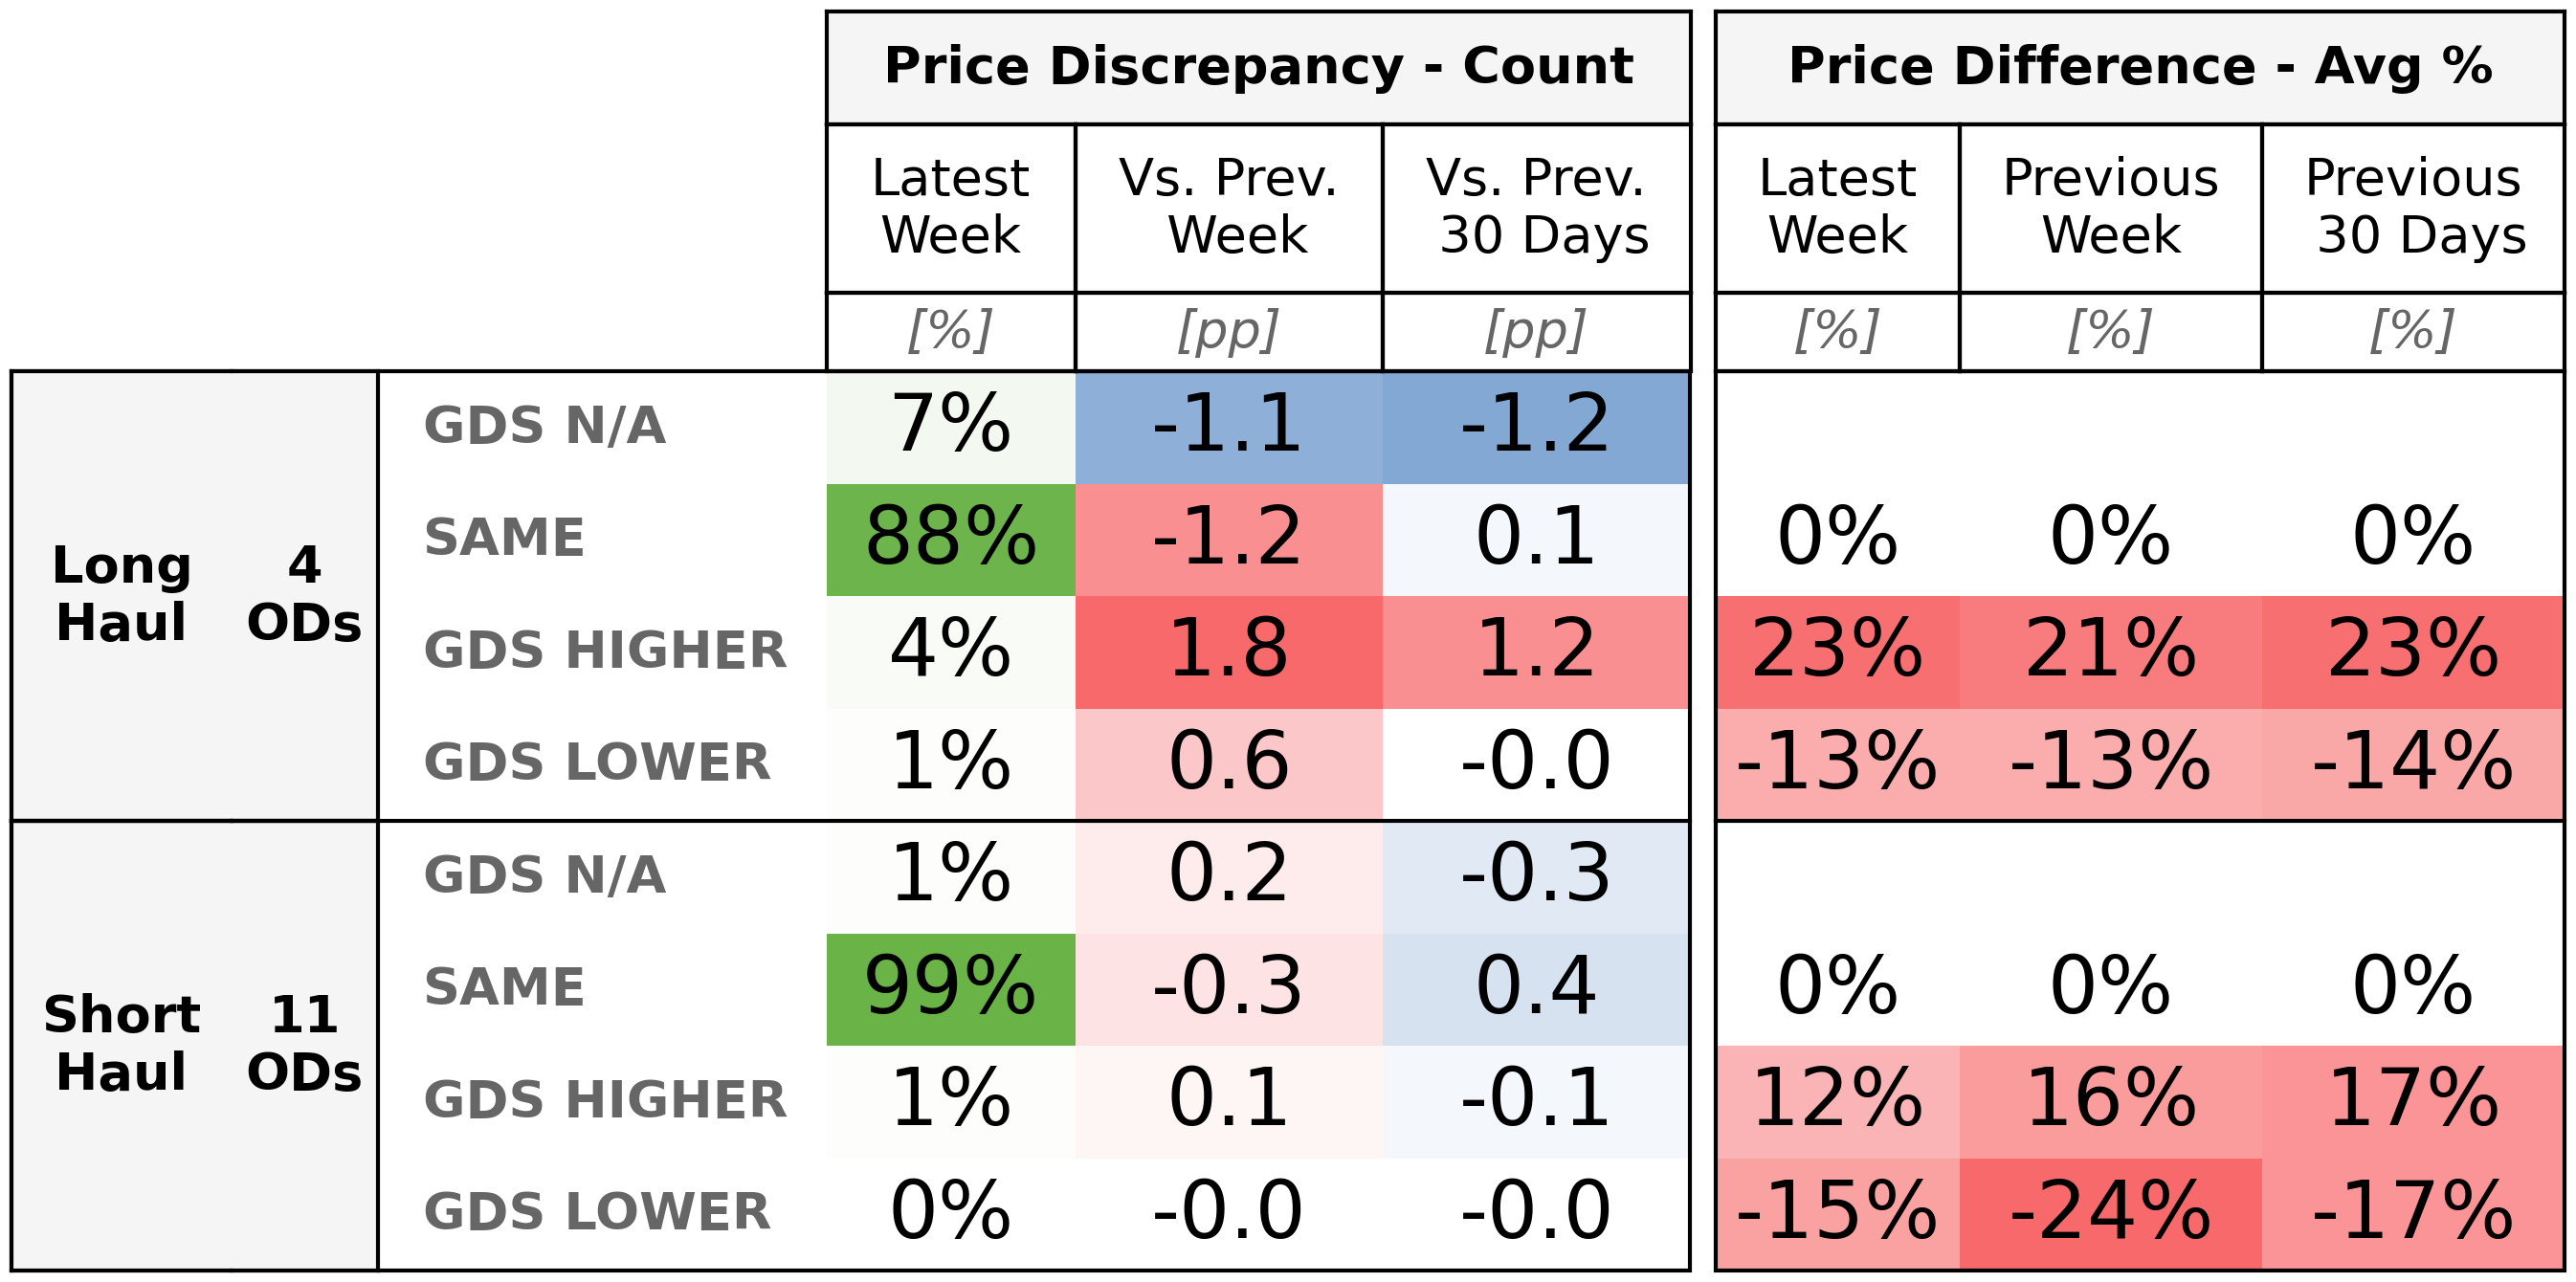 Price Discrepancy - Count Price Difference - Avg %
Latest Week Vs. Prev. Week Vs. Prev. 30 Days Latest Week Previous Week Previous 30 Days
[%] [pp] [pp] [%] [%] [%]
Long Haul 4 ODs
GDS N/A 7% -1.1 -1.2
SAME 88% -1.2 0.1 0% 0% 0%
GDS HIGHER 4% 1.8 1.2 23% 21% 23%
GDS LOWER 1% 0.6 -0.0 -13% -13% -14%
Short Haul 11 ODs
GDS N/A 1% 0.2 -0.3
SAME 99% -0.3 0.4 0% 0% 0%
GDS HIGHER 1% 0.1 -0.1 12% 16% 17%
GDS LOWER 0% -0.0 -0.0 -15% -24% -17%